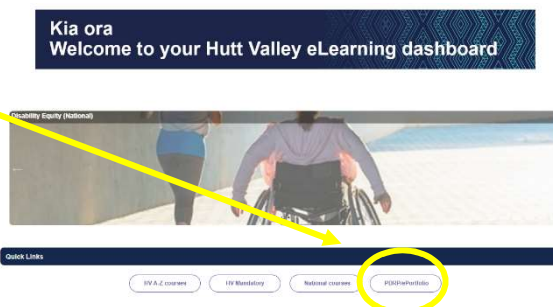 Kia ora
Welcome to your Hutt Valley eLearning dashboard
Disability Equity (National)
Quick Links
HV A-Z courses
HV Mandatory
National courses
PDRP/ePortfolio